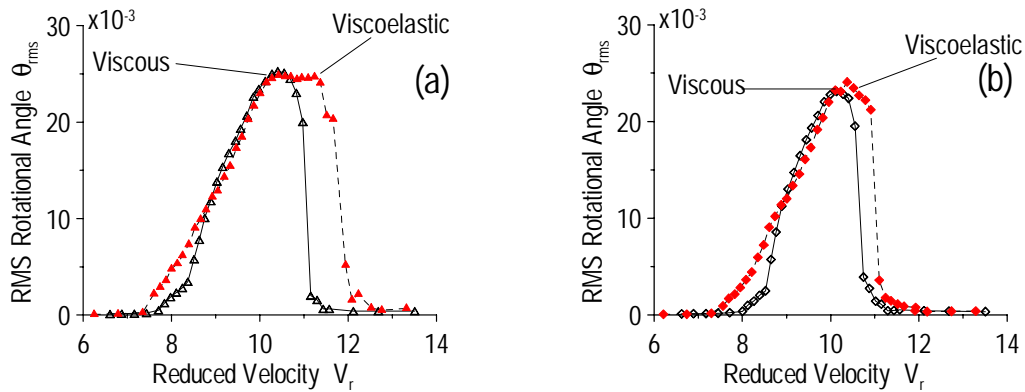 x10-3
30
20
10
0
RMS Rotational Angle θrms
Viscous
Viscoelastic
(a)
6 8 10 12 14
Reduced Velocity Vr
x10-3
30
20
10
0
RMS Rotational Angle θrms
Viscous
Viscoelastic
(b)
6 8 10 12 14
Reduced Velocity Vr